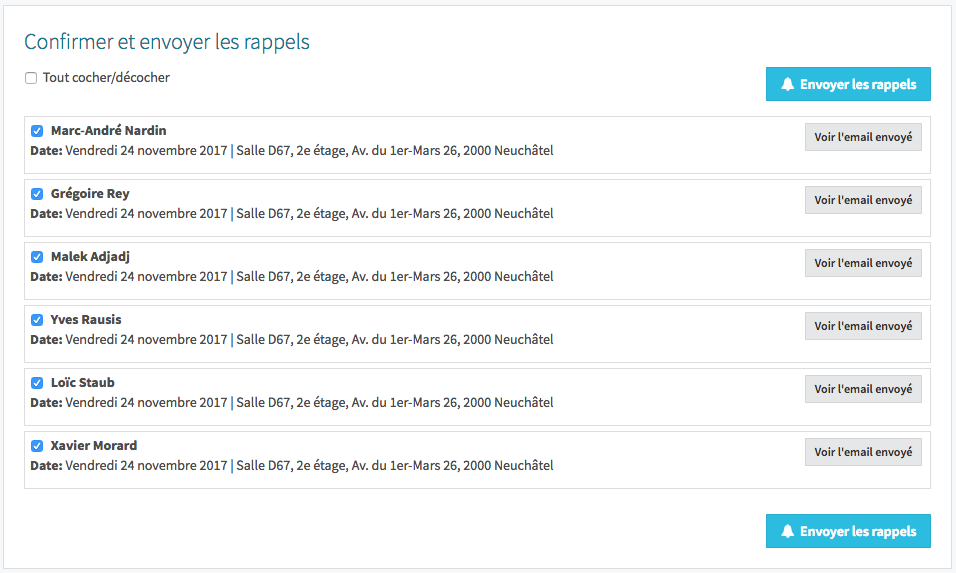 Confirmer et envoyer les rappels
Tout cocher/décocher
Envoyer les rappels
Marc-André Nardin
Voir l'email envoyé
Date: Vendredi 24 novembre 2017 | Salle D67, 2e étage, Av. du 1er-Mars 26, 2000 Neuchâtel
Grégoire Rey
Voir l'email envoyé
Date: Vendredi 24 novembre 2017 | Salle D67, 2e étage, Av. du 1er-Mars 26, 2000 Neuchâtel
Malek Adjadj
Voir l'email envoyé
Date: Vendredi 24 novembre 2017 | Salle D67, 2e étage, Av. du 1er-Mars 26, 2000 Neuchâtel
Yves Rausis
Voir l'email envoyé
Date: Vendredi 24 novembre 2017 | Salle D67, 2e étage, Av. du 1er-Mars 26, 2000 Neuchâtel
Loïc Staub
Voir l'email envoyé
Date: Vendredi 24 novembre 2017 | Salle D67, 2e étage, Av. du 1er-Mars 26, 2000 Neuchâtel
Xavier Morard
Voir l'email envoyé
Date: Vendredi 24 novembre 2017 | Salle D67, 2e étage, Av. du 1er-Mars 26, 2000 Neuchâtel
Envoyer les rappels